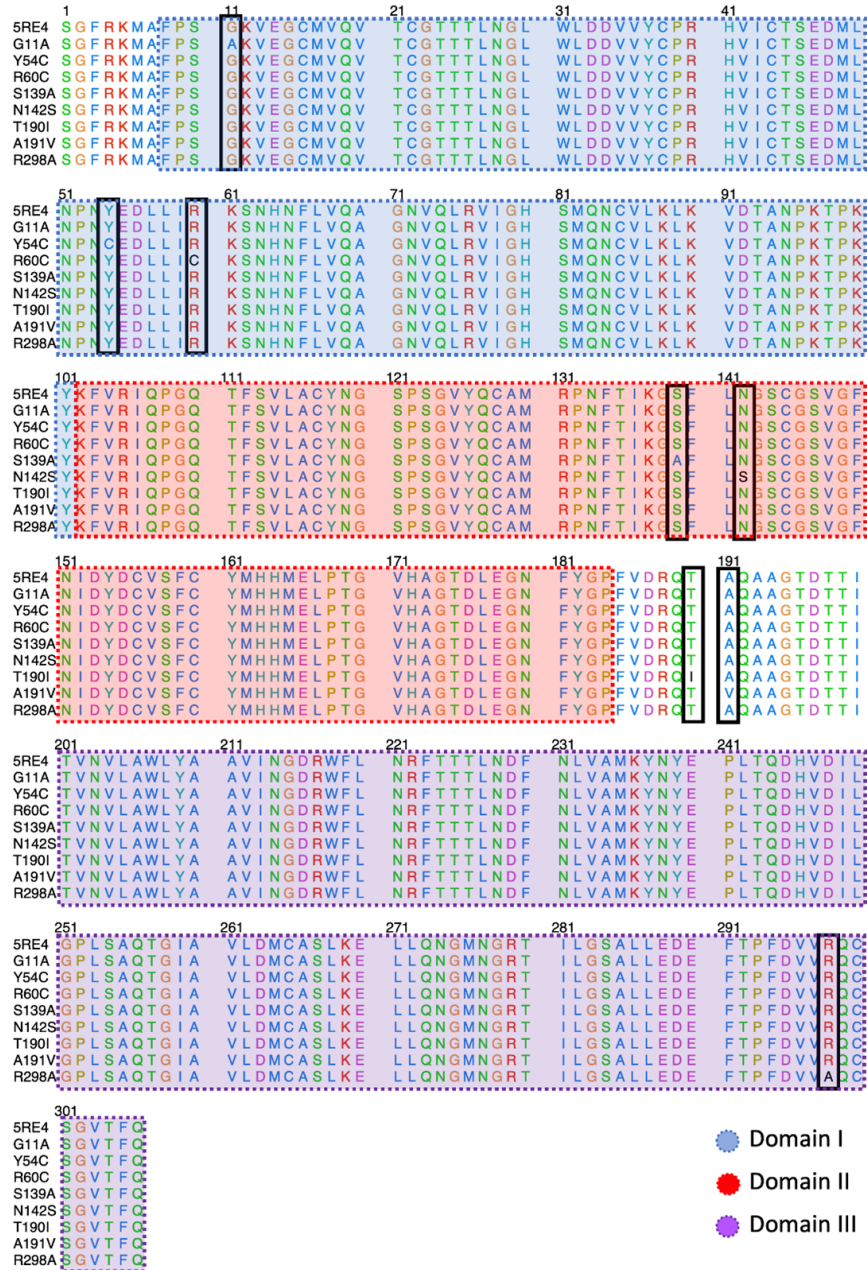 1 11 21 31 41
5RE4 SGFRKMAFPS GKVEGCMVQV TCGTTTLNGL WLDDVVYCPR HVICTSEDML
G11A SGFRKMAFPS AKVEGCMVQV TCGTTTLNGL WLDDVVYCPR HVICTSEDML
Y54C SGFRKMAFPS GKVEGCMVQV TCGTTTLNGL WLDDVVYCPR HVICTSEDML
R60C SGFRKMAFPS GKVEGCMVQV TCGTTTLNGL WLDDVVYCPR HVICTSEDML
S139A SGFRKMAFPS GKVEGCMVQV TCGTTTLNGL WLDDVVYCPR HVICTSEDML
N142S SGFRKMAFPS GKVEGCMVQV TCGTTTLNGL WLDDVVYCPR HVICTSEDML
T190I SGFRKMAFPS GKVEGCMVQV TCGTTTLNGL WLDDVVYCPR HVICTSEDML
A191V SGFRKMAFPS GKVEGCMVQV TCGTTTLNGL WLDDVVYCPR HVICTSEDML
R298A SGFRKMAFPS GKVEGCMVQV TCGTTTLNGL WLDDVVYCPR HVICTSEDML
51 61 71 81 91
5RE4 NPNYEDLLIR KSNHNFLVQA GNVQLRVIGH SMQNCVLKLK VDTANPKTPK
G11A NPNYEDLLIR KSNHNFLVQA GNVQLRVIGH SMQNCVLKLK VDTANPKTPK
Y54C NPNCEDLLIR KSNHNFLVQA GNVQLRVIGH SMQNCVLKLK VDTANPKTPK
R60C NPNYEDLLIC KSNHNFLVQA GNVQLRVIGH SMQNCVLKLK VDTANPKTPK
S139A NPNYEDLLIR KSNHNFLVQA GNVQLRVIGH SMQNCVLKLK VDTANPKTPK
N142S NPNYEDLLIR KSNHNFLVQA GNVQLRVIGH SMQNCVLKLK VDTANPKTPK
T190I NPNYEDLLIR KSNHNFLVQA GNVQLRVIGH SMQNCVLKLK VDTANPKTPK
A191V NPNYEDLLIR KSNHNFLVQA GNVQLRVIGH SMQNCVLKLK VDTANPKTPK
R298A NPNYEDLLIR KSNHNFLVQA GNVQLRVIGH SMQNCVLKLK VDTANPKTPK
101 111 121 131 141
5RE4 YKFVRIQPGQ TFSVLACYNG SPSGVYQCAM RPNFTIKGSF LNGSCGSVGF
G11A YKFVRIQPGQ TFSVLACYNG SPSGVYQCAM RPNFTIKGSF LNGSCGSVGF
Y54C YKFVRIQPGQ TFSVLACYNG SPSGVYQCAM RPNFTIKGSF LNGSCGSVGF
R60C YKFVRIQPGQ TFSVLACYNG SPSGVYQCAM RPNFTIKGSF LNGSCGSVGF
S139A YKFVRIQPGQ TFSVLACYNG SPSGVYQCAM RPNFTIKGAF LNGSCGSVGF
N142S YKFVRIQPGQ TFSVLACYNG SPSGVYQCAM RPNFTIKGSF LSGSCGSVGF
T190I YKFVRIQPGQ TFSVLACYNG SPSGVYQCAM RPNFTIKGSF LNGSCGSVGF
A191V YKFVRIQPGQ TFSVLACYNG SPSGVYQCAM RPNFTIKGSF LNGSCGSVGF
R298A YKFVRIQPGQ TFSVLACYNG SPSGVYQCAM RPNFTIKGSF LNGSCGSVGF
151 161 171 181 191
5RE4 NIDYDCVSFC YMHHMELPTG VHAGTDLEGN FYGPFVDRQT AQAAGTDTTI
G11A NIDYDCVSFC YMHHMELPTG VHAGTDLEGN FYGPFVDRQT AQAAGTDTTI
Y54C NIDYDCVSFC YMHHMELPTG VHAGTDLEGN FYGPFVDRQT AQAAGTDTTI
R60C NIDYDCVSFC YMHHMELPTG VHAGTDLEGN FYGPFVDRQT AQAAGTDTTI
S139A NIDYDCVSFC YMHHMELPTG VHAGTDLEGN FYGPFVDRQT AQAAGTDTTI
N142S NIDYDCVSFC YMHHMELPTG VHAGTDLEGN FYGPFVDRQT AQAAGTDTTI
T190I NIDYDCVSFC YMHHMELPTG VHAGTDLEGN FYGPFVDRQI AQAAGTDTTI
A191V NIDYDCVSFC YMHHMELPTG VHAGTDLEGN FYGPFVDRQT VQAAGTDTTI
R298A NIDYDCVSFC YMHHMELPTG VHAGTDLEGN FYGPFVDRQT AQAAGTDTTI
201 211 221 231 241
5RE4 TVNVLAWLYA AVINGDRWFL NRFTTTLNDF NLVAMKYNYE PLTQDHVDIL
G11A TVNVLAWLYA AVINGDRWFL NRFTTTLNDF NLVAMKYNYE PLTQDHVDIL
Y54C TVNVLAWLYA AVINGDRWFL NRFTTTLNDF NLVAMKYNYE PLTQDHVDIL
R60C TVNVLAWLYA AVINGDRWFL NRFTTTLNDF NLVAMKYNYE PLTQDHVDIL
S139A TVNVLAWLYA AVINGDRWFL NRFTTTLNDF NLVAMKYNYE PLTQDHVDIL
N142S TVNVLAWLYA AVINGDRWFL NRFTTTLNDF NLVAMKYNYE PLTQDHVDIL
T190I TVNVLAWLYA AVINGDRWFL NRFTTTLNDF NLVAMKYNYE PLTQDHVDIL
A191V TVNVLAWLYA AVINGDRWFL NRFTTTLNDF NLVAMKYNYE PLTQDHVDIL
R298A TVNVLAWLYA AVINGDRWFL NRFTTTLNDF NLVAMKYNYE PLTQDHVDIL
251 261 271 281 291
5RE4 GPLSAQTGIA VLDMCASLKE LLQNGMNGRT ILGSALLEDE FTPFDVVRQC
G11A GPLSAQTGIA VLDMCASLKE LLQNGMNGRT ILGSALLEDE FTPFDVVRQC
Y54C GPLSAQTGIA VLDMCASLKE LLQNGMNGRT ILGSALLEDE FTPFDVVRQC
R60C GPLSAQTGIA VLDMCASLKE LLQNGMNGRT ILGSALLEDE FTPFDVVRQC
S139A GPLSAQTGIA VLDMCASLKE LLQNGMNGRT ILGSALLEDE FTPFDVVRQC
N142S GPLSAQTGIA VLDMCASLKE LLQNGMNGRT ILGSALLEDE FTPFDVVRQC
T190I GPLSAQTGIA VLDMCASLKE LLQNGMNGRT ILGSALLEDE FTPFDVVRQC
A191V GPLSAQTGIA VLDMCASLKE LLQNGMNGRT ILGSALLEDE FTPFDVVRQC
R298A GPLSAQTGIA VLDMCASLKE LLQNGMNGRT ILGSALLEDE FTPFDVVAQC
301
5RE4 SGVTFQ
G11A SGVTFQ
Y54C SGVTFQ
R60C SGVTFQ
S139A SGVTFQ
N142S SGVTFQ
T190I SGVTFQ
A191V SGVTFQ
R298A SGVTFQ
Domain I
Domain II
Domain III